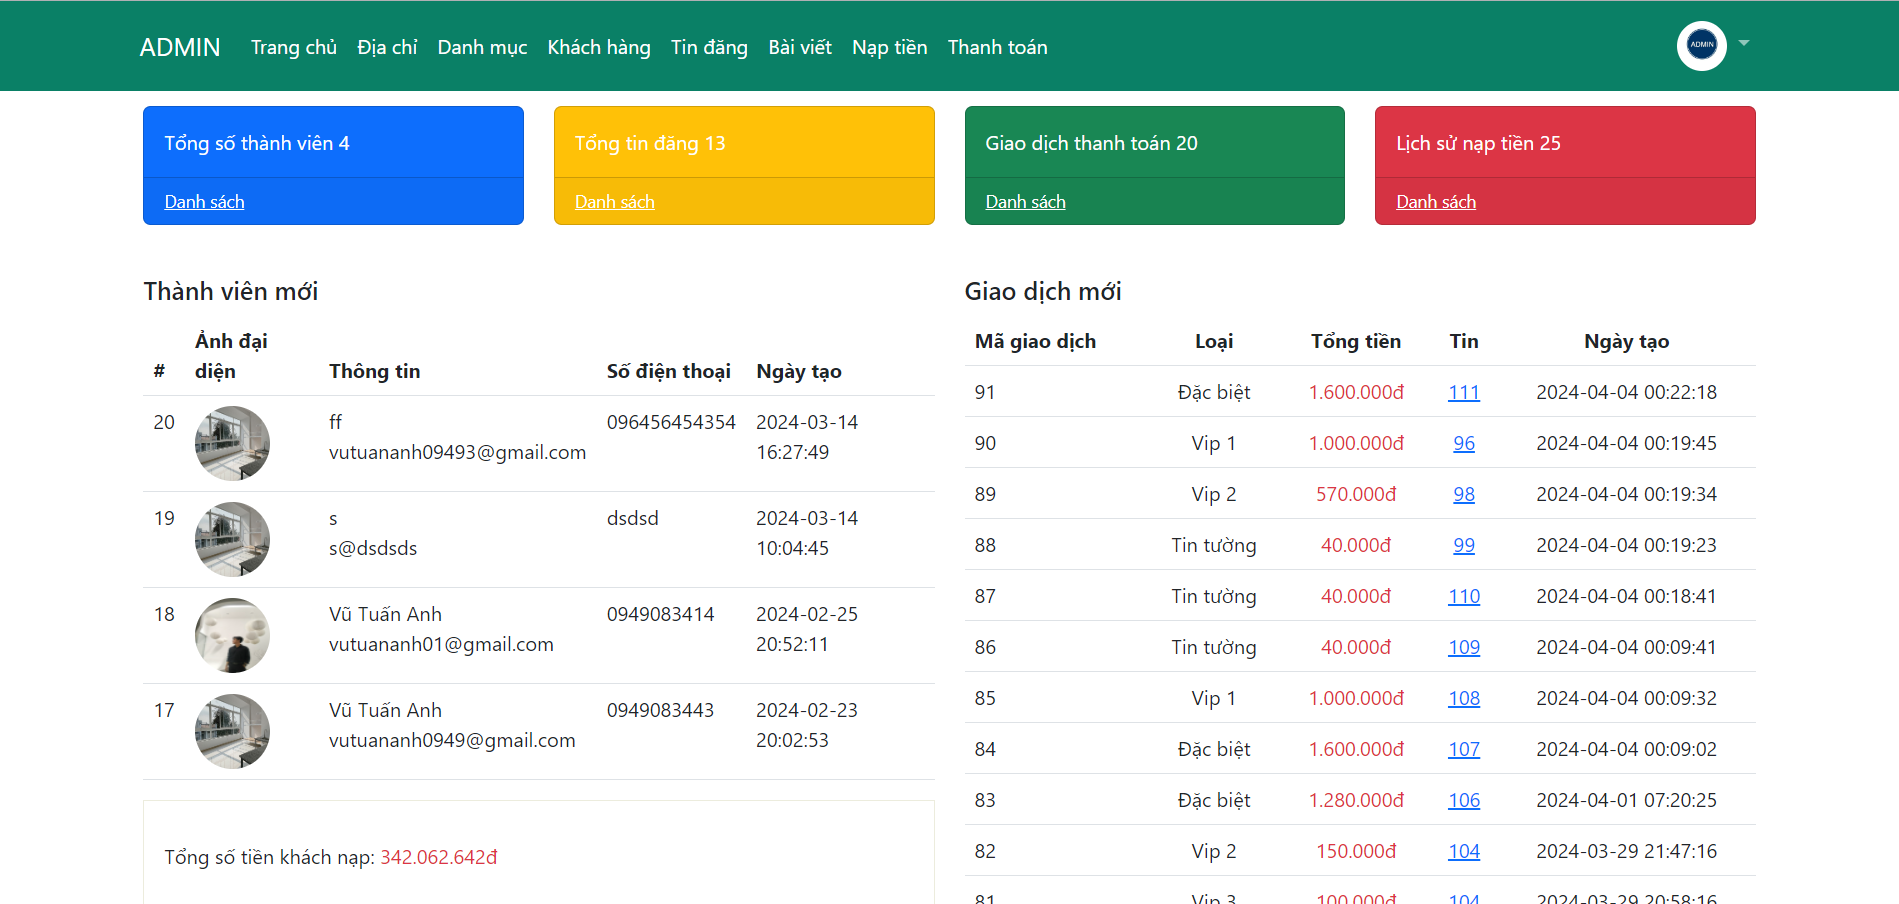 ADMIN Trang chủ Địa chỉ Danh mục Khách hàng Tin đăng Bài viết Nạp tiền Thanh toán ADMIN
Tổng số thành viên 4
Danh sách
Tổng tin đăng 13
Danh sách
Giao dịch thanh toán 20
Danh sách
Lịch sử nạp tiền 25
Danh sách
Thành viên mới
# Ảnh đại diện Thông tin Số điện thoại Ngày tạo
20 ff 096456454354 2024-03-14
vutuananh09493@gmail.com 16:27:49
19 s dsdsd 2024-03-14
s@dsdsds 10:04:45
18 Vũ Tuấn Anh 0949083414 2024-02-25
vutuananh01@gmail.com 20:52:11
17 Vũ Tuấn Anh 0949083443 2024-02-23
vutuananh0949@gmail.com 20:02:53
Tổng số tiền khách nạp: 342.062.642đ
Giao dịch mới
Mã giao dịch Loại Tổng tiền Tin Ngày tạo
91 Đặc biệt 1.600.000đ 111 2024-04-04 00:22:18
90 Vip 1 1.000.000đ 96 2024-04-04 00:19:45
89 Vip 2 570.000đ 98 2024-04-04 00:19:34
88 Tin tường 40.000đ 99 2024-04-04 00:19:23
87 Tin tường 40.000đ 110 2024-04-04 00:18:41
86 Tin tường 40.000đ 109 2024-04-04 00:09:41
85 Vip 1 1.000.000đ 108 2024-04-04 00:09:32
84 Đặc biệt 1.600.000đ 107 2024-04-04 00:09:02
83 Đặc biệt 1.280.000đ 106 2024-04-01 07:20:25
82 Vip 2 150.000đ 104 2024-03-29 21:47:16
81 Vip 3 100.000đ 104 2024-03-29 20:58:16